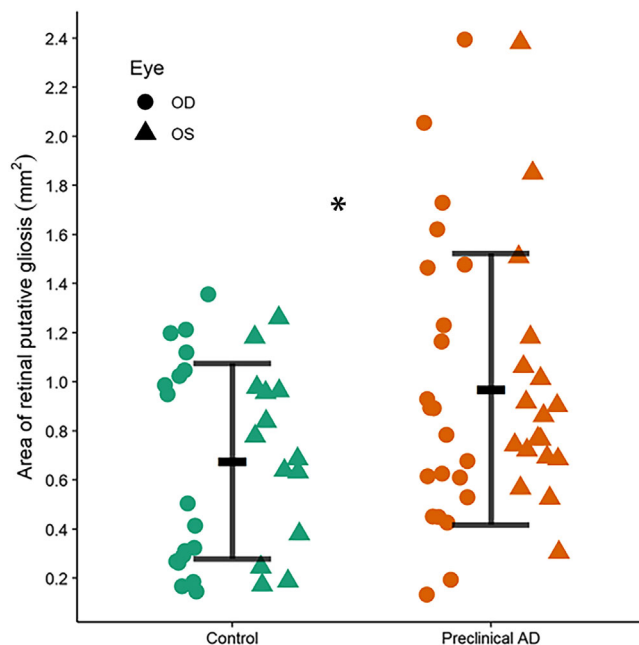 Eye
OD
OS
*
Area of retinal putative gliosis (mm²)
2.4
2.2
2.0
1.8
1.6
1.4
1.2
1.0
0.8
0.6
0.4
0.2
Control
Preclinical AD